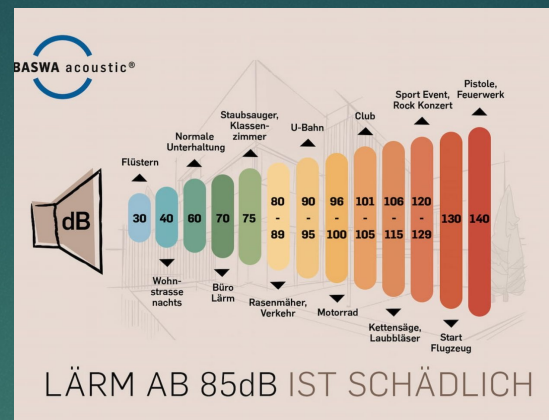 BASWA acoustic®
Pistole,
Feuerwerk
Sport Event,
Rock Konzert
Club
Staubsauger,
Klassen-
zimmer
U-Bahn
Normale
Unterhaltung
Flüstern
dB
30
40
60
70
75
80
-
89
90
-
95
96
-
100
101
-
105
106
-
115
120
-
129
130
140
Wohn-
strasse
nachts
Büro
Lärm
Rasenmäher,
Verkehr
Motorrad
Kettensäge,
Laubbläser
Start
Flugzeug
LÄRM AB 85dB IST SCHÄDLICH